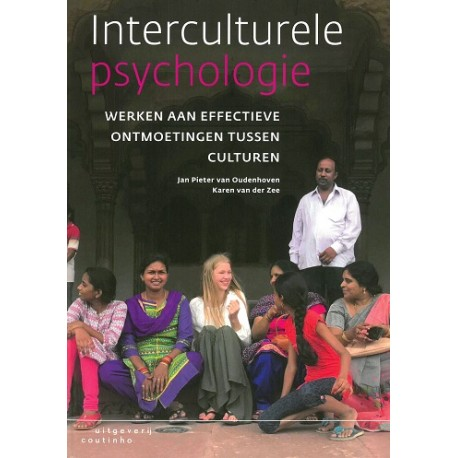 Interculturele
psychologie
WERKEN AAN EFFECTIEVE
ONTMOETINGEN TUSSEN
CULTUREN
Jan Pieter van Oudenhoven
Karen van der Zee
uitgeverij
coutinho